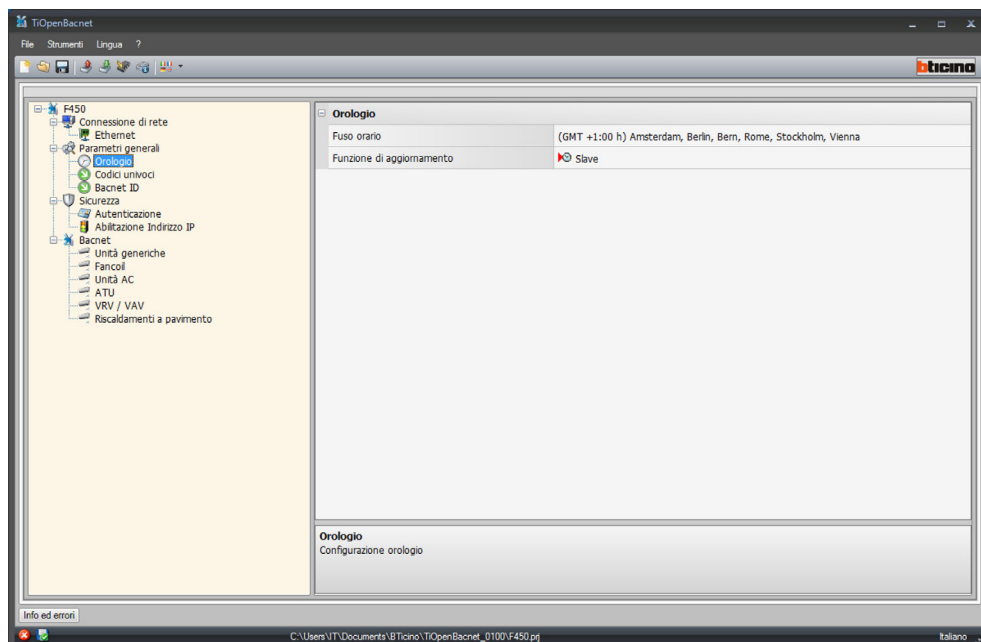 TiOpenBacnet
File Strumenti Lingua ?
bticino
F450
Connessione di rete
Ethernet
Parametri generali
Orologio
Codici univoci
Bacnet ID
Sicurezza
Autenticazione
Abilitazione Indirizzo IP
Bacnet
Unità generiche
Fancoil
Unità AC
ATU
VRV / VAV
Riscaldamenti a pavimento
Orologio
Fuso orario (GMT +1:00 h) Amsterdam, Berlin, Bern, Rome, Stockholm, Vienna
Funzione di aggiornamento Slave
Orologio
Configurazione orologio
Info ed errori
C:\Users\IT\Documents\BTicino\TiOpenBacnet_0100\F450.prj Italiano